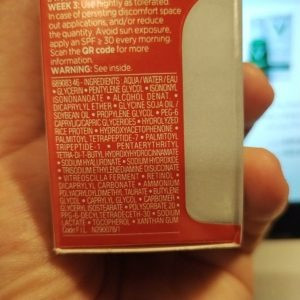 WEEK 3: Use nightly as tolerated.
In case of persisting discomfort space
out applications, and/or reduce
the quantity. Avoid sun exposure,
apply an SPF ≥ 30 every morning.
Scan the QR code for more
information.
WARNING: See inside.
689083 46 - INGREDIENTS: AQUA / WATER / EAU
• GLYCERIN • PENTYLENE GLYCOL • ISONONYL
ISONONANOATE • ALCOHOL DENAT •
DICAPRYLYL ETHER • GLYCINE SOJA OIL /
SOYBEAN OIL • PROPYLENE GLYCOL • PEG-6
CAPRYLIC/CAPRIC GLYCERIDES • HYDROLYZED
RICE PROTEIN • HYDROXYACETOPHENONE •
PALMITOYL TETRAPEPTIDE-7 • PALMITOYL
TRIPEPTIDE-1 • PENTAERYTHRITYL
TETRA-DI-T-BUTYL HYDROXYHYDROCINNAMATE
• SODIUM HYALURONATE • SODIUM HYDROXIDE
TRISODIUM ETHYLENEDIAMINE DISUCCINATE
• VITREOSCILLA FERMENT • RETINOL •
DICAPRYLYL CARBONATE • AMMONIUM
POLYACRYLOYLDIMETHYL TAURATE • BUTYLENE
GLYCOL • CAPRYLYL GLYCOL • CARBOMER •
GLYCERYL ISOSTEARATE • POLYSORBATE 20 •
PPG-6-DECYLTETRADECETH-30 • SODIUM
LACTATE • TOCOPHEROL • XANTHAN GUM
Code F.I.L.